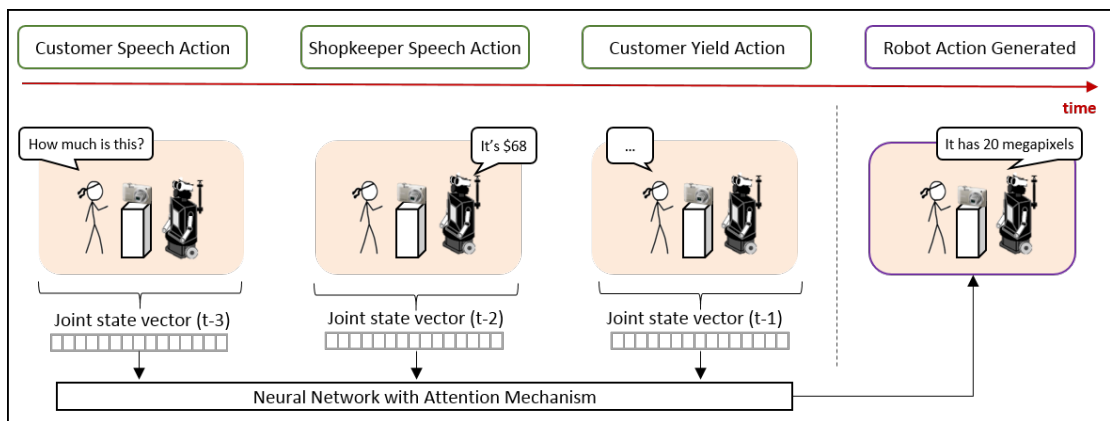 Customer Speech Action
Shopkeeper Speech Action
Customer Yield Action
Robot Action Generated
time
How much is this?
It's $68
...
It has 20 megapixels
Joint state vector (t-3)
Joint state vector (t-2)
Joint state vector (t-1)
Neural Network with Attention Mechanism